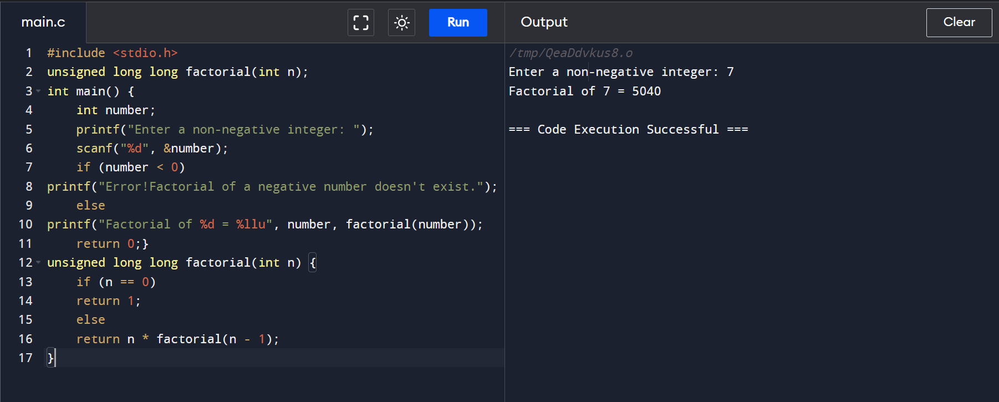 main.c
Run
Output
Clear
1 #include <stdio.h>
2 unsigned long long factorial(int n);
3 int main() {
4     int number;
5     printf("Enter a non-negative integer: ");
6     scanf("%d", &number);
7     if (number < 0)
8 printf("Error!Factorial of a negative number doesn't exist.");
9     else
10 printf("Factorial of %d = %llu", number, factorial(number));
11     return 0;}
12 unsigned long long factorial(int n) {
13     if (n == 0)
14     return 1;
15     else
16     return n * factorial(n - 1);
17 }
/tmp/QeaDdvkus8.o
Enter a non-negative integer: 7
Factorial of 7 = 5040
=== Code Execution Successful ===